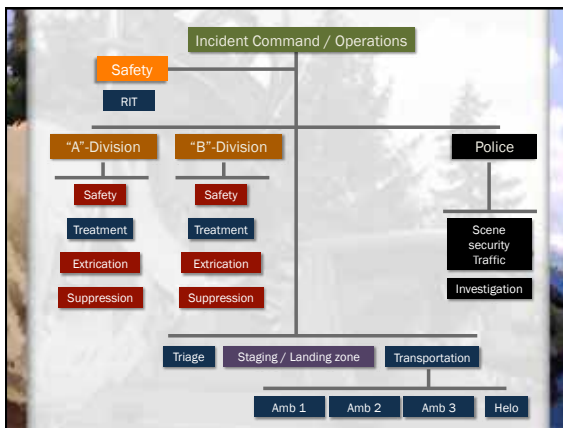 Incident Command / Operations
Safety
RIT
"A"-Division
"B"-Division
Police
Safety
Safety
Treatment
Treatment
Scene
security
Traffic
Extrication
Extrication
Investigation
Suppression
Suppression
Triage
Staging / Landing zone
Transportation
Amb 1
Amb 2
Amb 3
Helo